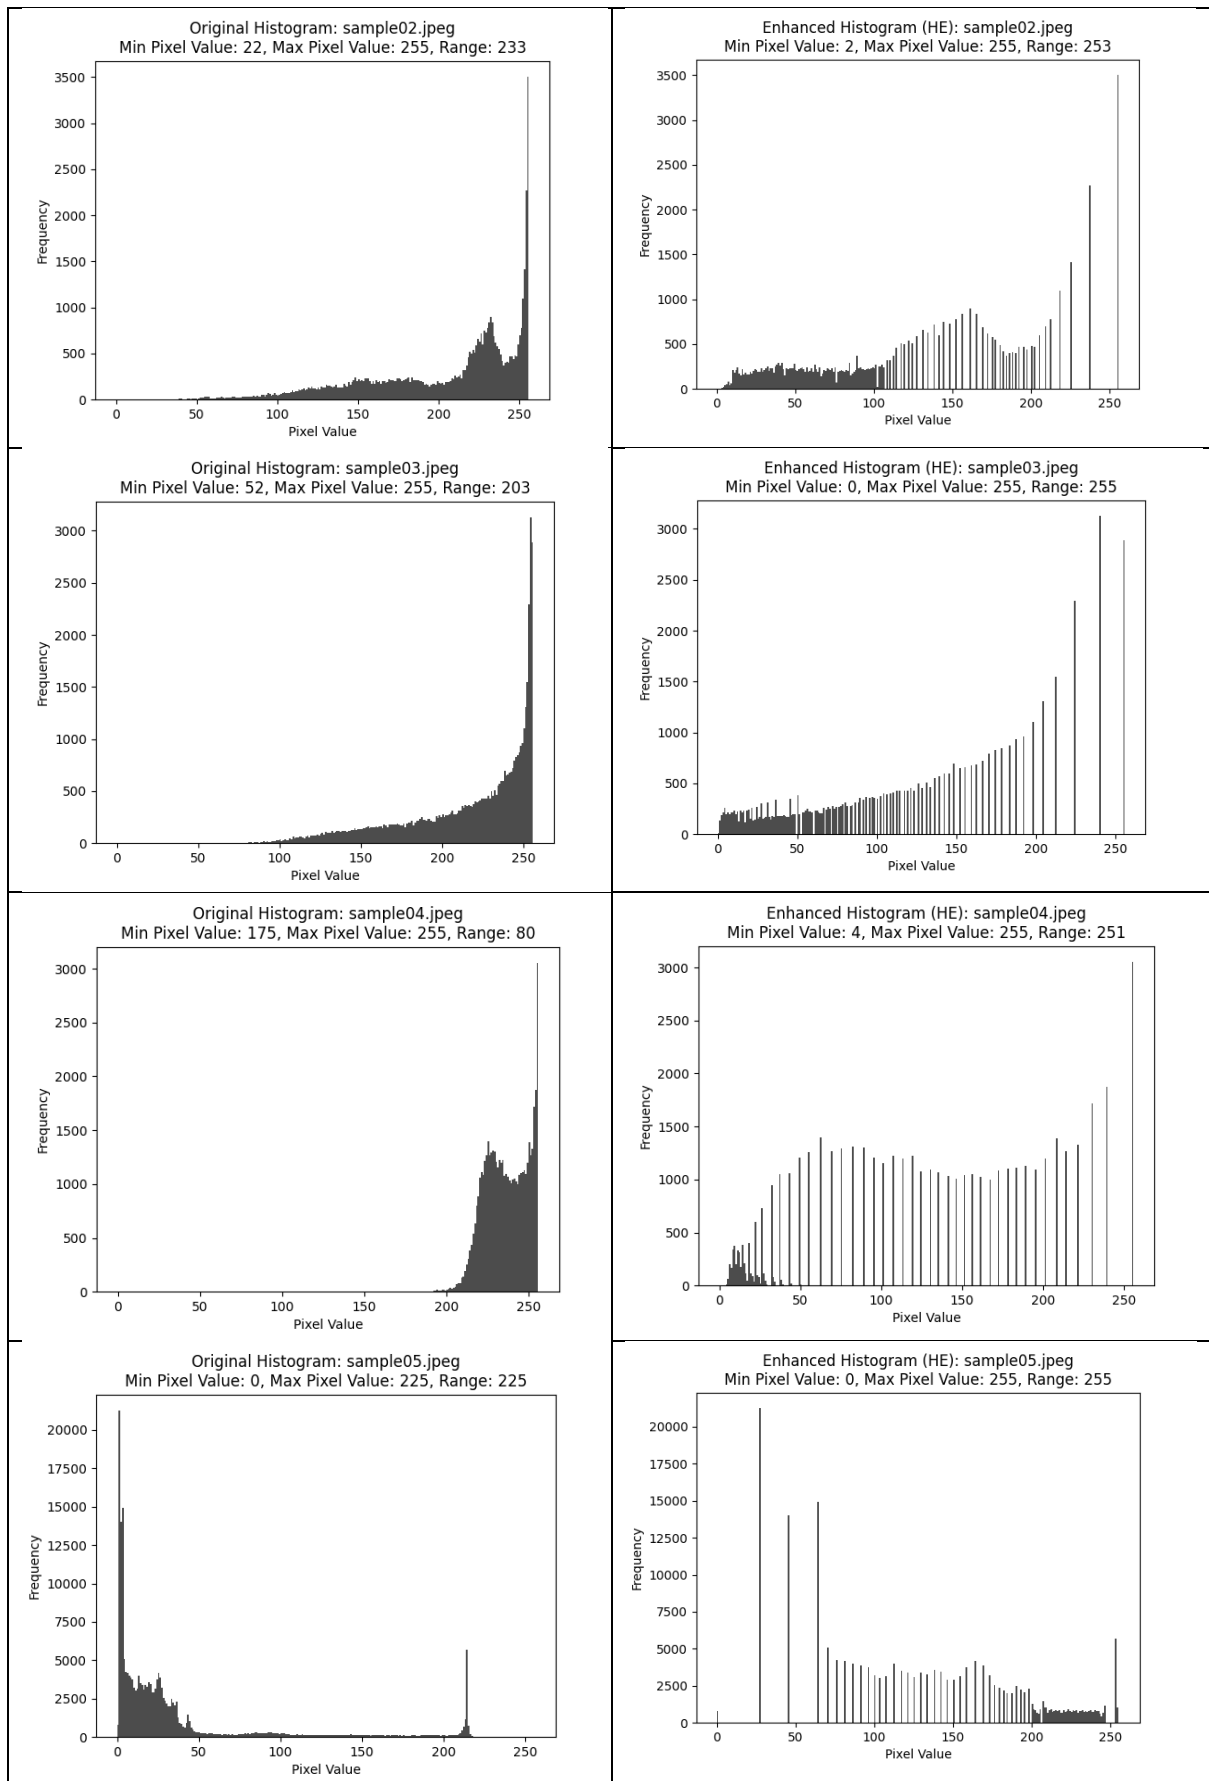 Original Histogram: sample02.jpeg
Min Pixel Value: 22, Max Pixel Value: 255, Range: 233
3500
3000
2500
2000
1500
1000
500
0
Frequency
0 50 100 150 200 250
Pixel Value
Enhanced Histogram (HE): sample02.jpeg
Min Pixel Value: 2, Max Pixel Value: 255, Range: 253
3500
3000
2500
2000
1500
1000
500
0
Frequency
0 50 100 150 200 250
Pixel Value
Original Histogram: sample03.jpeg
Min Pixel Value: 52, Max Pixel Value: 255, Range: 203
3000
2500
2000
1500
1000
500
0
Frequency
0 50 100 150 200 250
Pixel Value
Enhanced Histogram (HE): sample03.jpeg
Min Pixel Value: 0, Max Pixel Value: 255, Range: 255
3000
2500
2000
1500
1000
500
0
Frequency
0 50 100 150 200 250
Pixel Value
Original Histogram: sample04.jpeg
Min Pixel Value: 175, Max Pixel Value: 255, Range: 80
3000
2500
2000
1500
1000
500
0
Frequency
0 50 100 150 200 250
Pixel Value
Enhanced Histogram (HE): sample04.jpeg
Min Pixel Value: 4, Max Pixel Value: 255, Range: 251
3000
2500
2000
1500
1000
500
0
Frequency
0 50 100 150 200 250
Pixel Value
Original Histogram: sample05.jpeg
Min Pixel Value: 0, Max Pixel Value: 225, Range: 225
20000
17500
15000
12500
10000
7500
5000
2500
0
Frequency
0 50 100 150 200 250
Pixel Value
Enhanced Histogram (HE): sample05.jpeg
Min Pixel Value: 0, Max Pixel Value: 255, Range: 255
20000
17500
15000
12500
10000
7500
5000
2500
0
Frequency
0 50 100 150 200 250
Pixel Value